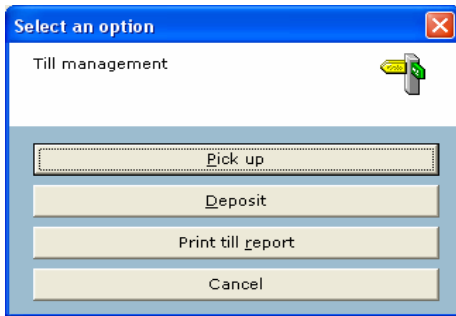 Select an option
Till management
Pick up
Deposit
Print till report
Cancel